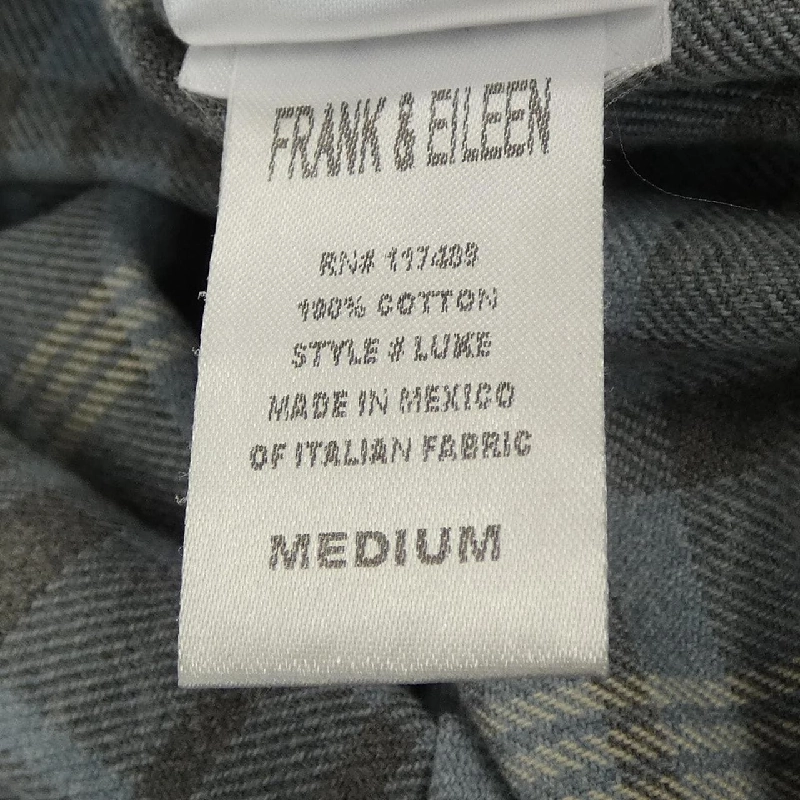 FRANK & EILEEN
RN# 117489
100% COTTON
STYLE # LUKE
MADE IN MEXICO
OF ITALIAN FABRIC
MEDIUM